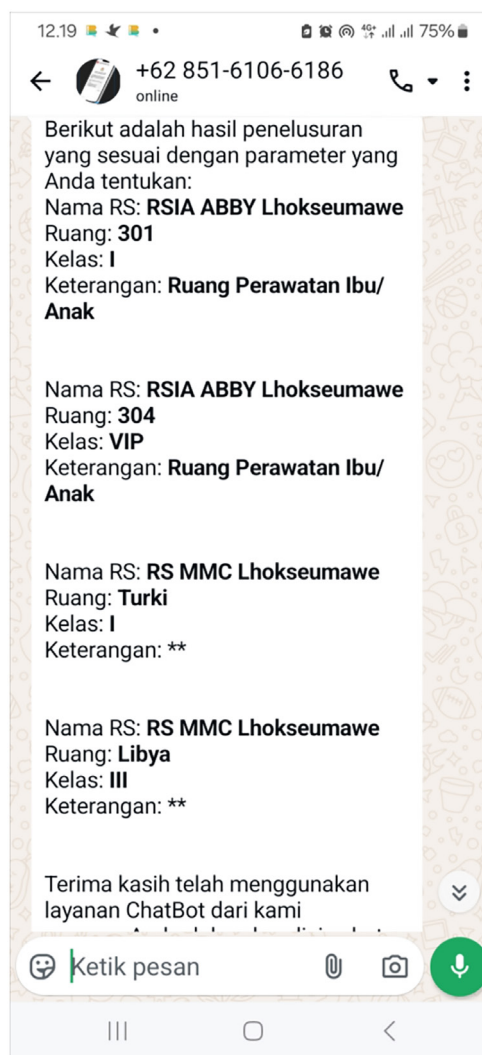 12.19
4G+
75%
+62 851-6106-6186
online
Berikut adalah hasil penelusuran
yang sesuai dengan parameter yang
Anda tentukan:
Nama RS: RSIA ABBY Lhokseumawe
Ruang: 301
Kelas: I
Keterangan: Ruang Perawatan Ibu/
Anak
Nama RS: RSIA ABBY Lhokseumawe
Ruang: 304
Kelas: VIP
Keterangan: Ruang Perawatan Ibu/
Anak
Nama RS: RS MMC Lhokseumawe
Ruang: Turki
Kelas: I
Keterangan: **
Nama RS: RS MMC Lhokseumawe
Ruang: Libya
Kelas: III
Keterangan: **
Terima kasih telah menggunakan
layanan ChatBot dari kami
Ketik pesan